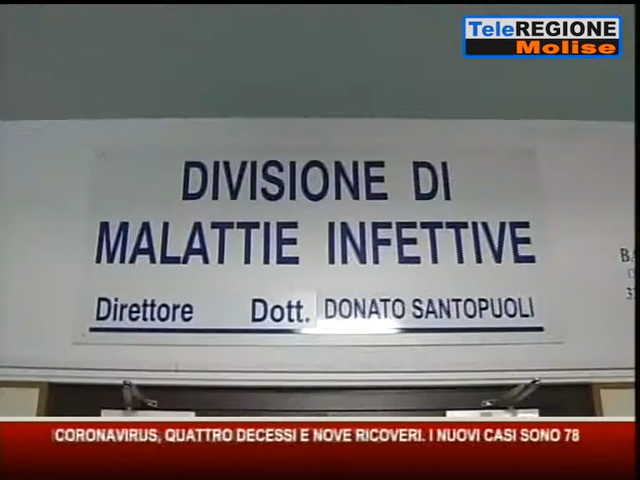 TeleREGIONE
Molise
DIVISIONE DI
MALATTIE INFETTIVE
Direttore Dott. DONATO SANTOPUOLI
CORONAVIRUS, QUATTRO DECESSI E NOVE RICOVERI. I NUOVI CASI SONO 78